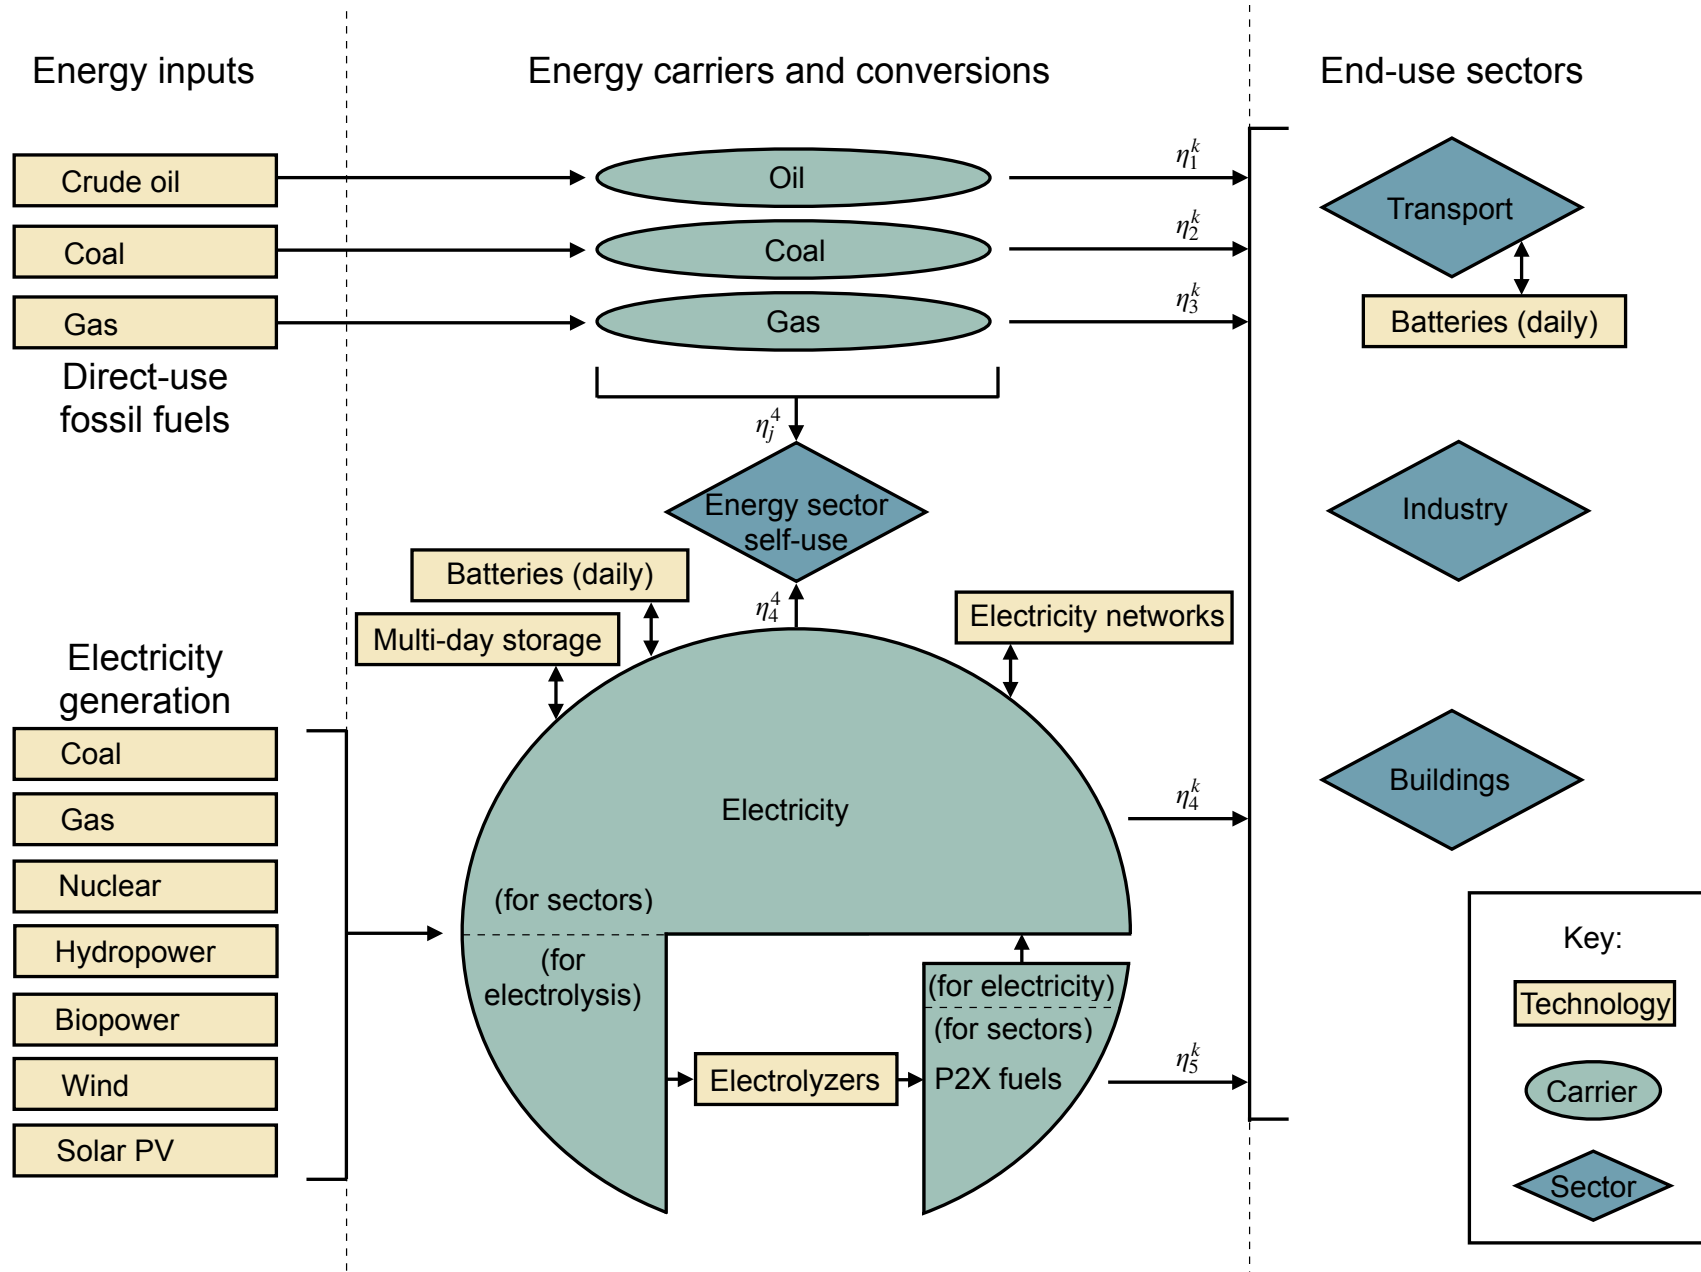 Energy inputs
Energy carriers and conversions
End-use sectors
Crude oil
Coal
Gas
Direct-use
fossil fuels
Oil
Coal
Gas
η₁ᵏ
η₂ᵏ
η₃ᵏ
Transport
Batteries (daily)
Industry
Buildings
ηⱼ⁴
Energy sector
self-use
η₄⁴
Batteries (daily)
Multi-day storage
Electricity networks
Electricity
generation
Coal
Gas
Nuclear
Hydropower
Biopower
Wind
Solar PV
Electricity
(for sectors)
(for
electrolysis)
Electrolyzers
(for electricity)
(for sectors)
P2X fuels
η₄ᵏ
η₅ᵏ
Key:
Technology
Carrier
Sector